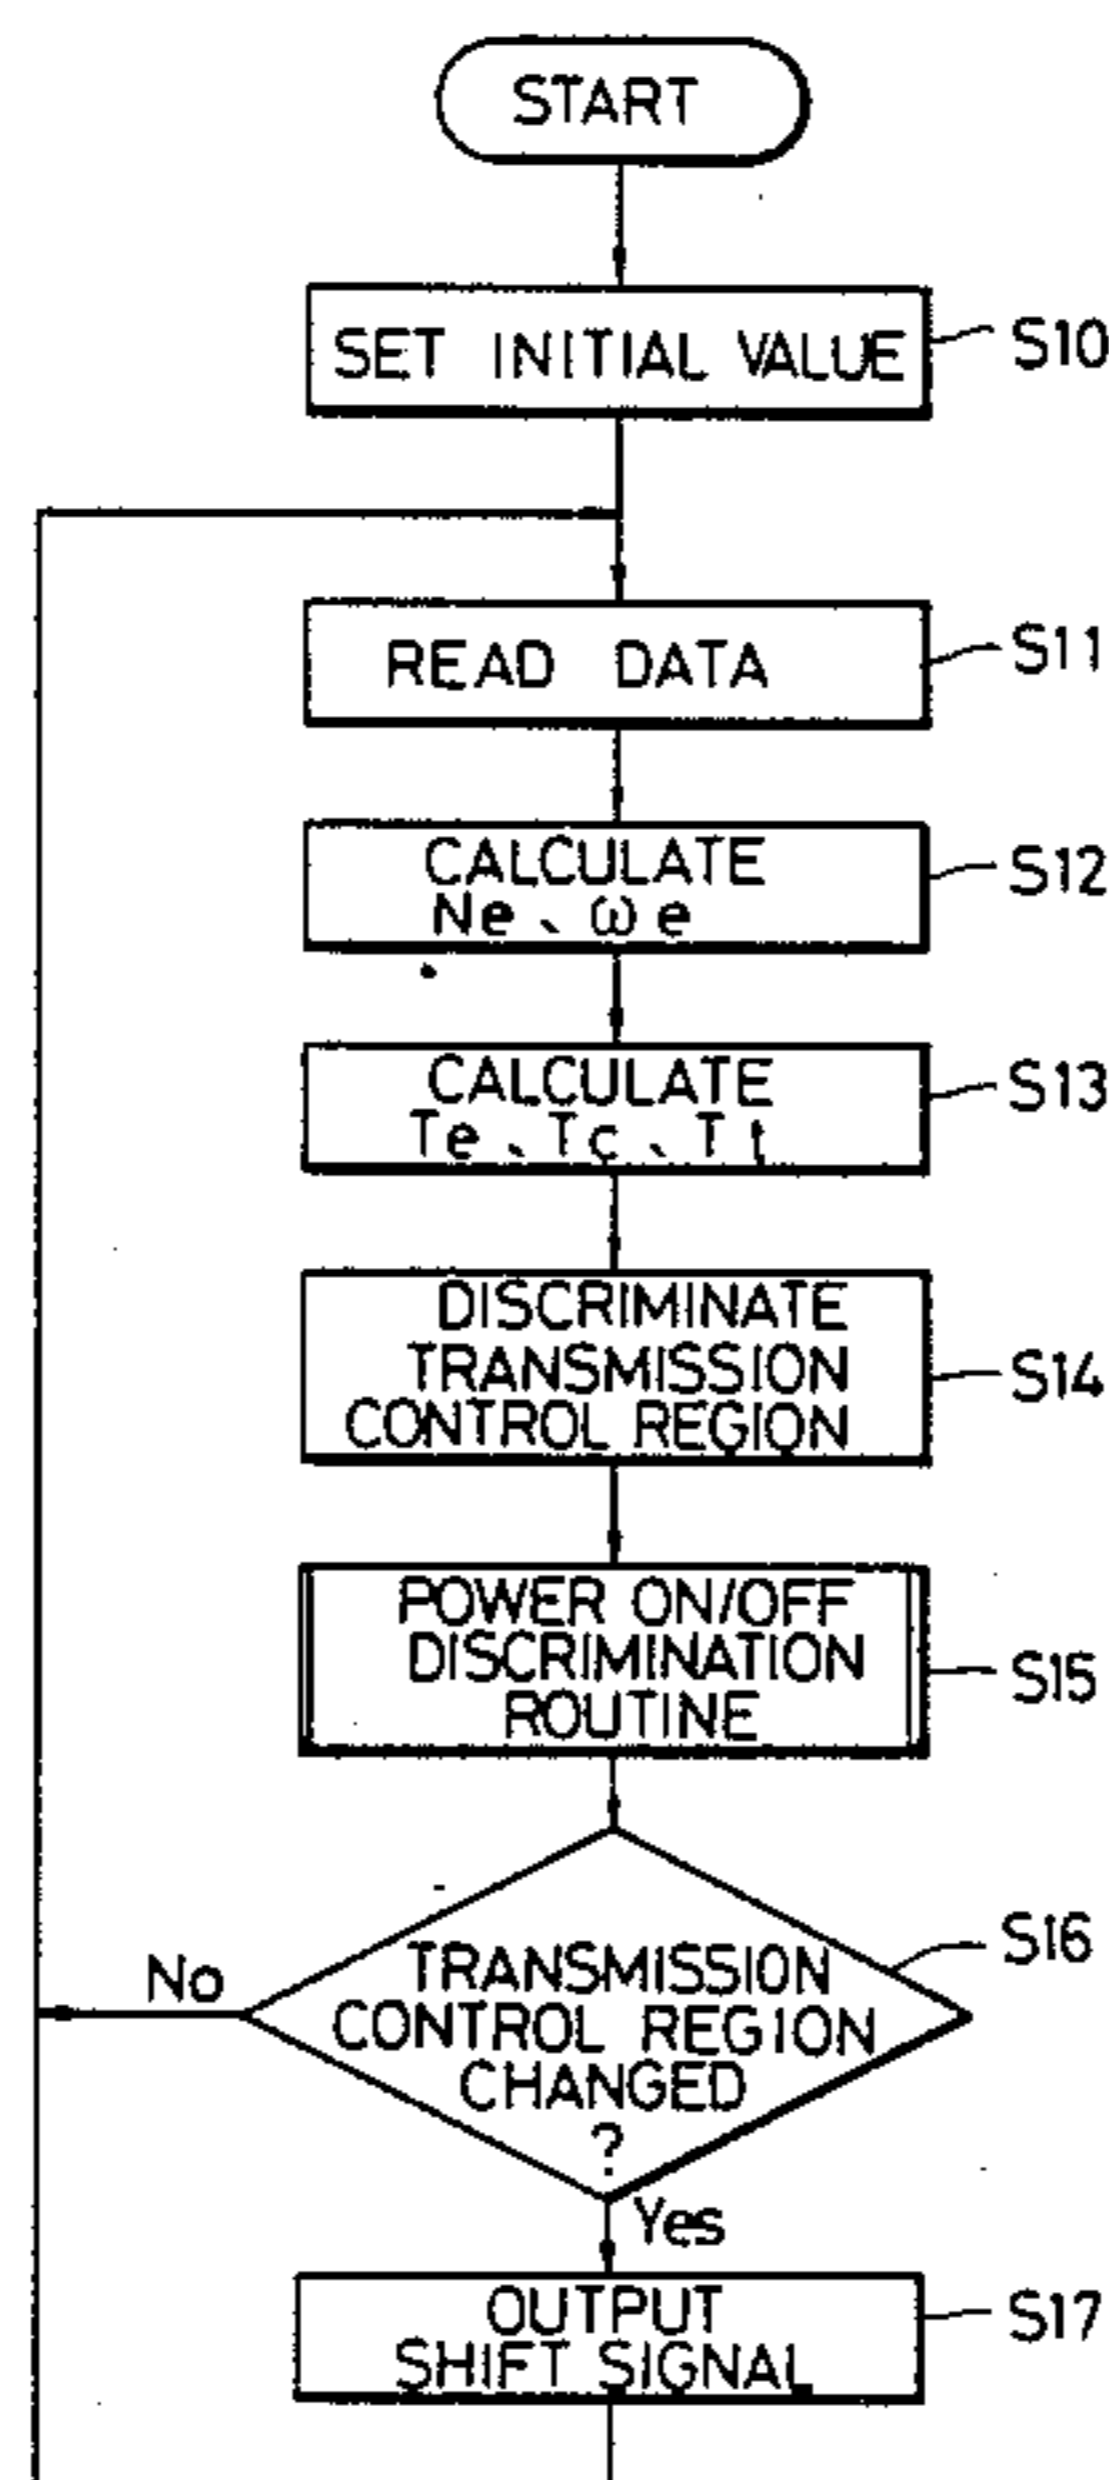 START
SET INITIAL VALUE
S10
READ DATA
S11
CALCULATE
Ne、ωe
S12
CALCULATE
Te、Tc、Tt
S13
DISCRIMINATE
TRANSMISSION
CONTROL REGION
S14
POWER ON/OFF
DISCRIMINATION
ROUTINE
S15
TRANSMISSION
CONTROL REGION
CHANGED
?
S16
No
Yes
OUTPUT
SHIFT SIGNAL
S17